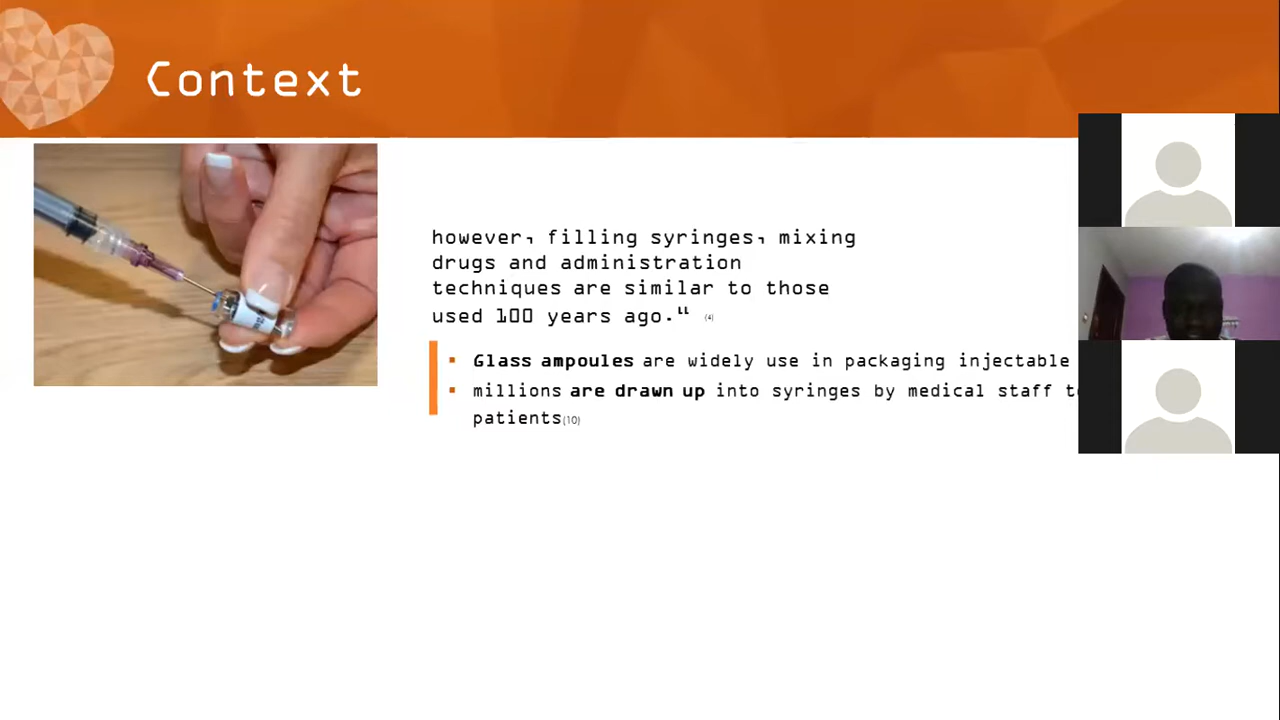 Context
however, filling syringes, mixing
drugs and administration
techniques are similar to those
used 100 years ago." (4)
▪ Glass ampoules are widely use in packaging injectable
▪ millions are drawn up into syringes by medical staff
patients(10)